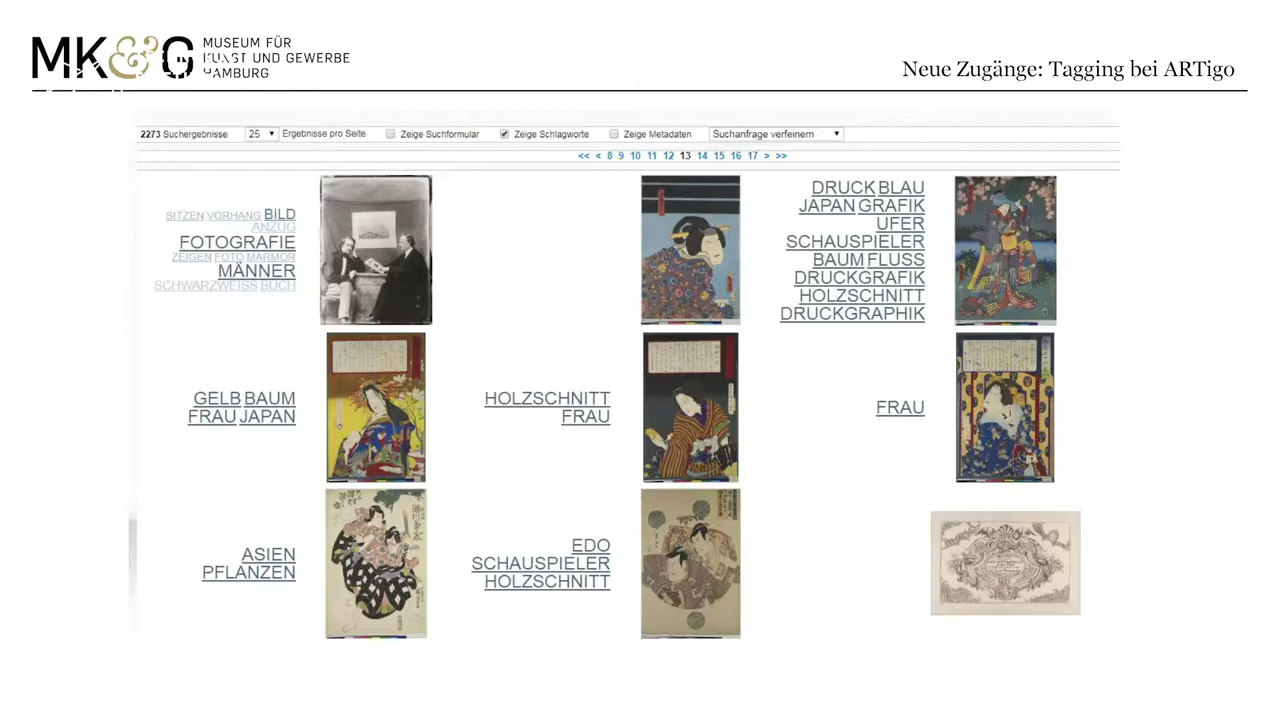 MK&G
MUSEUM FÜR
KUNST UND GEWERBE
HAMBURG
Neue Zugänge: Tagging bei ARTigo
2273 Suchergebnisse 25 Ergebnisse pro Seite Zeige Suchformular Zeige Schlagworte Zeige Metadaten Suchanfrage verfeinern
<< < 8 9 10 11 12 13 14 15 16 17 > >>
SITZEN VORHANG BILD
ANZUG
FOTOGRAFIE
ZEIGEN FOTO MARMOR
MÄNNER
SCHWARZWEISS BUCH
DRUCK BLAU
JAPAN GRAFIK
UFER
SCHAUSPIELER
BAUM FLUSS
DRUCKGRAFIK
HOLZSCHNITT
DRUCKGRAPHIK
GELB BAUM
FRAU JAPAN
HOLZSCHNITT
FRAU
FRAU
ASIEN
PFLANZEN
EDO
SCHAUSPIELER
HOLZSCHNITT